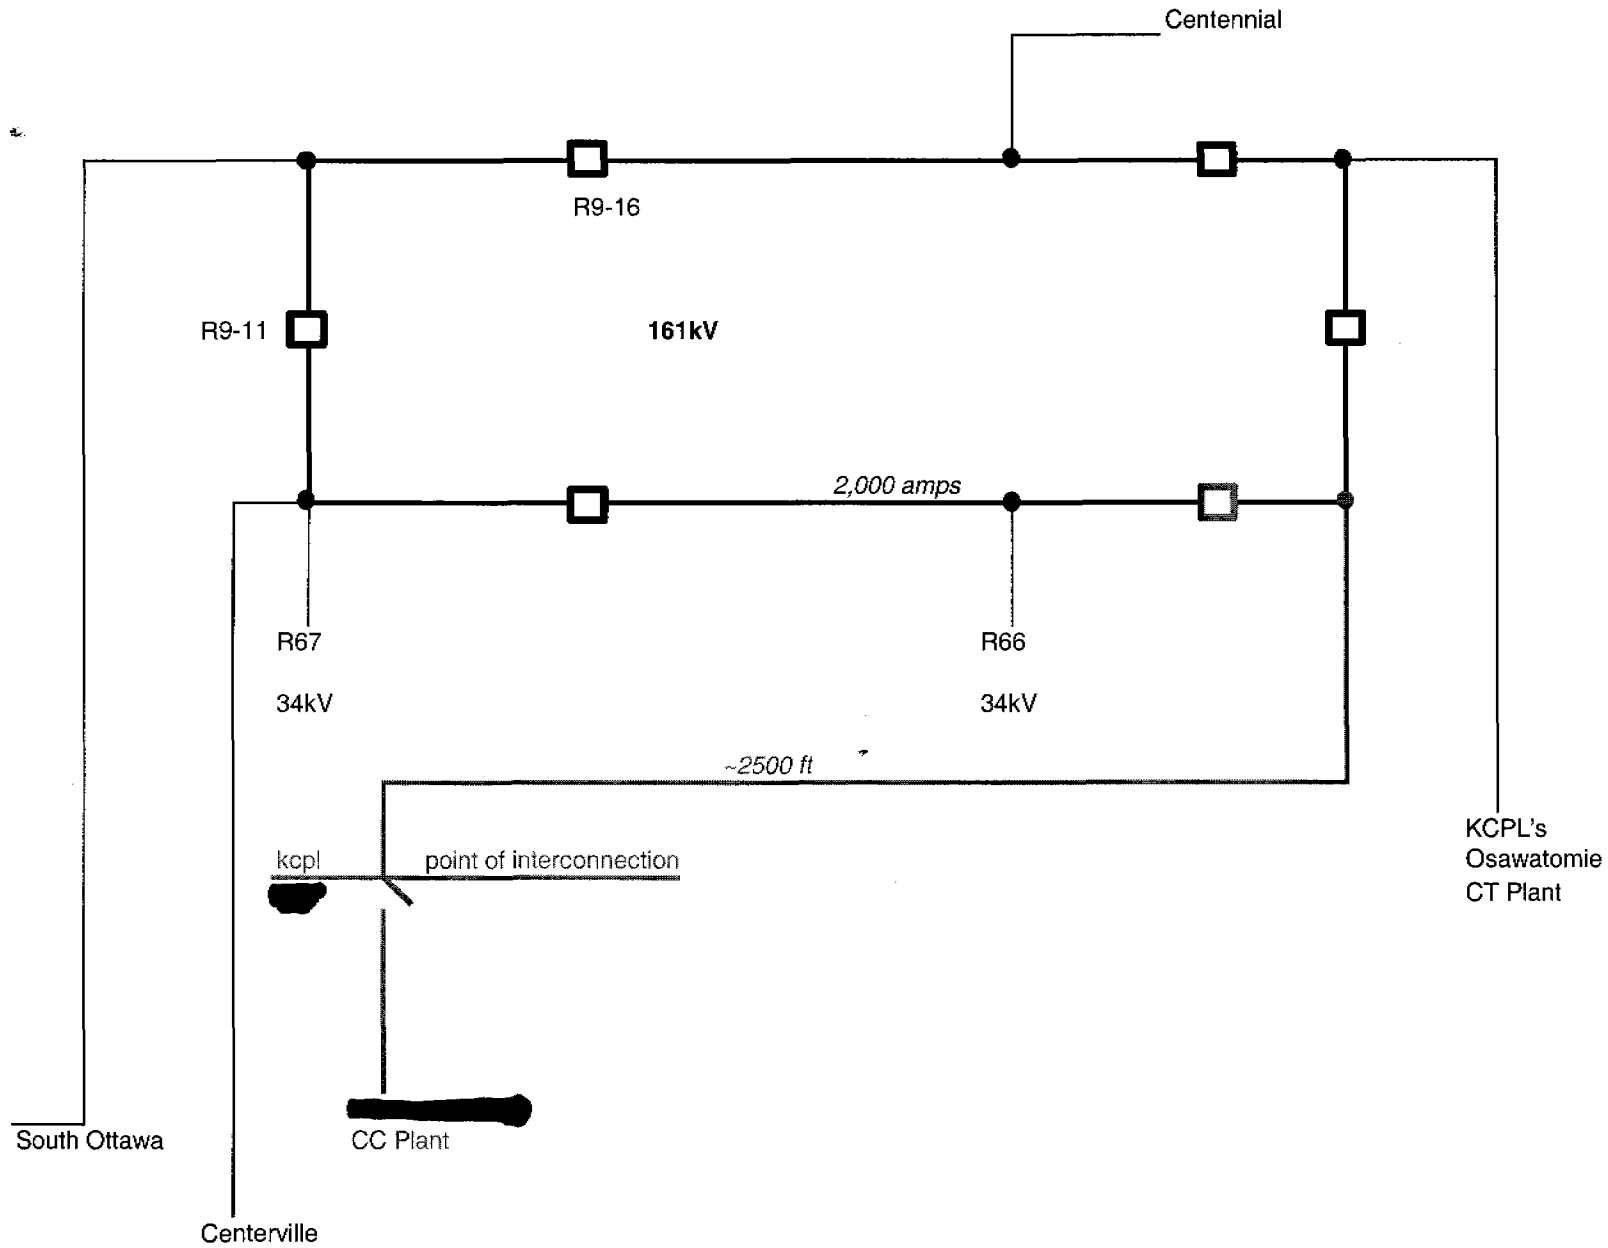 Centennial
R9-16
R9-11
161kV
2,000 amps
R67
R66
34kV
34kV
~2500 ft
kcpl
point of interconnection
KCPL's
Osawatomie
CT Plant
CC Plant
South Ottawa
Centerville